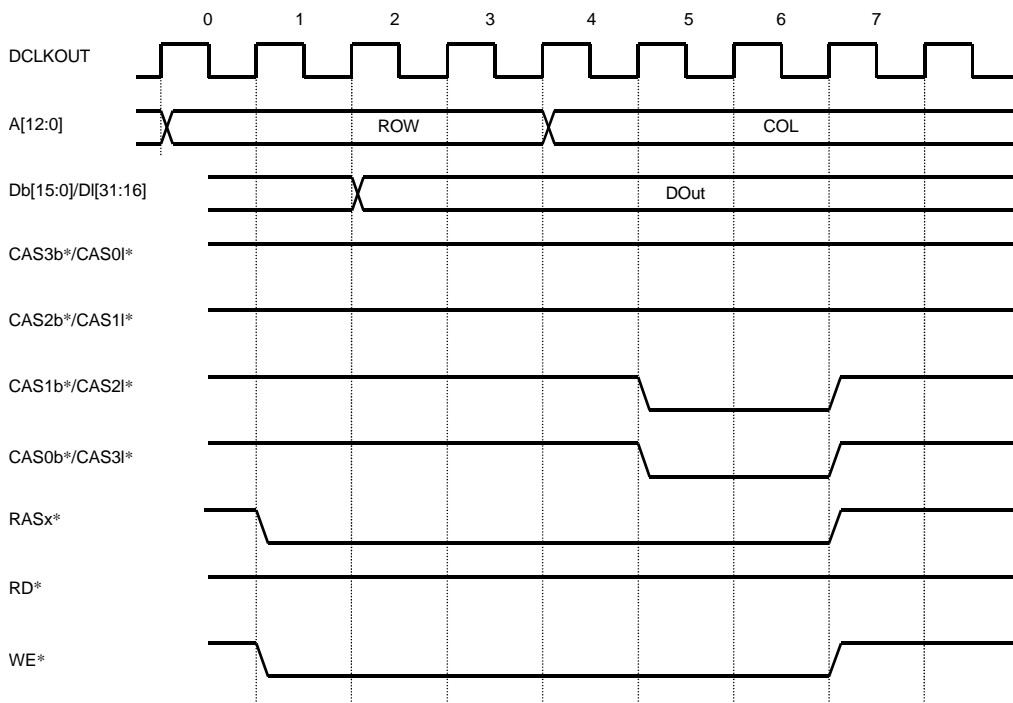 0 1 2 3 4 5 6 7
DCLKOUT
A[12:0] ROW COL
Db[15:0]/Dl[31:16] DOut
CAS3b*/CAS0l*
CAS2b*/CAS1l*
CAS1b*/CAS2l*
CAS0b*/CAS3l*
RASx*
RD*
WE*